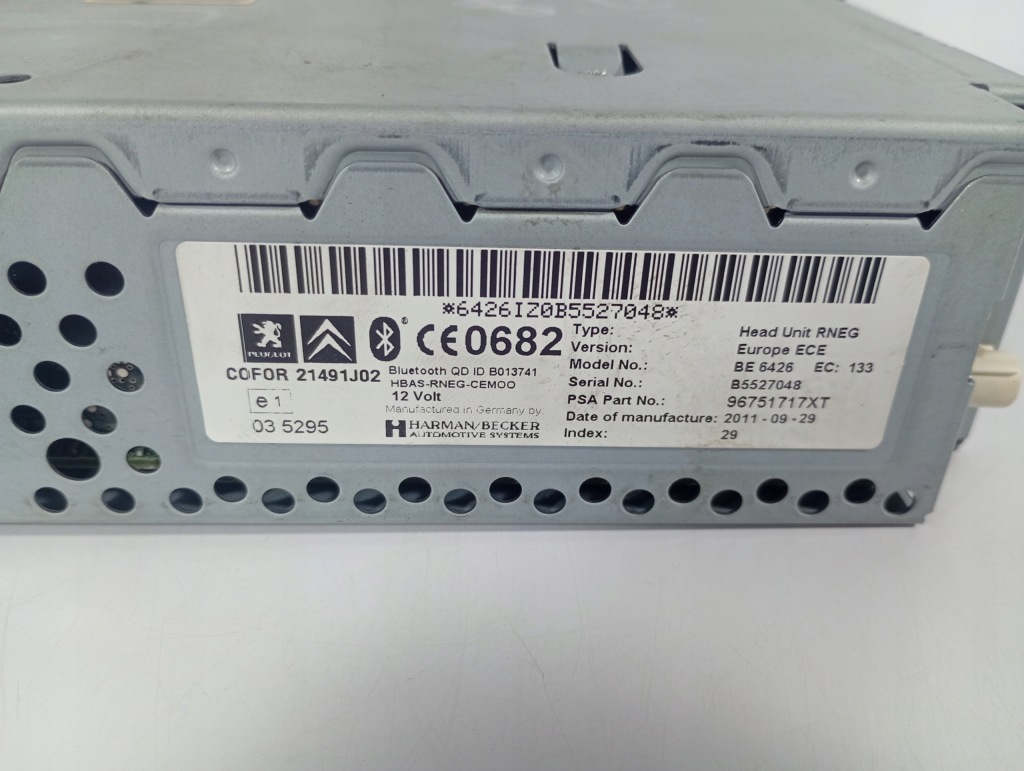 *6426IZ0B5527048*
PEUGEOT
® CE0682
COFOR 21491J02
e1
03 5295
Bluetooth QD ID B013741
HBAS-RNEG-CEMOO
12 Volt
Manufactured in Germany by
HARMAN/BECKER
AUTOMOTIVE SYSTEMS
Type: Head Unit RNEG
Version: Europe ECE
Model No.: BE 6426 EC: 133
Serial No.: B5527048
PSA Part No.: 96751717XT
Date of manufacture: 2011-09-29
Index: 29